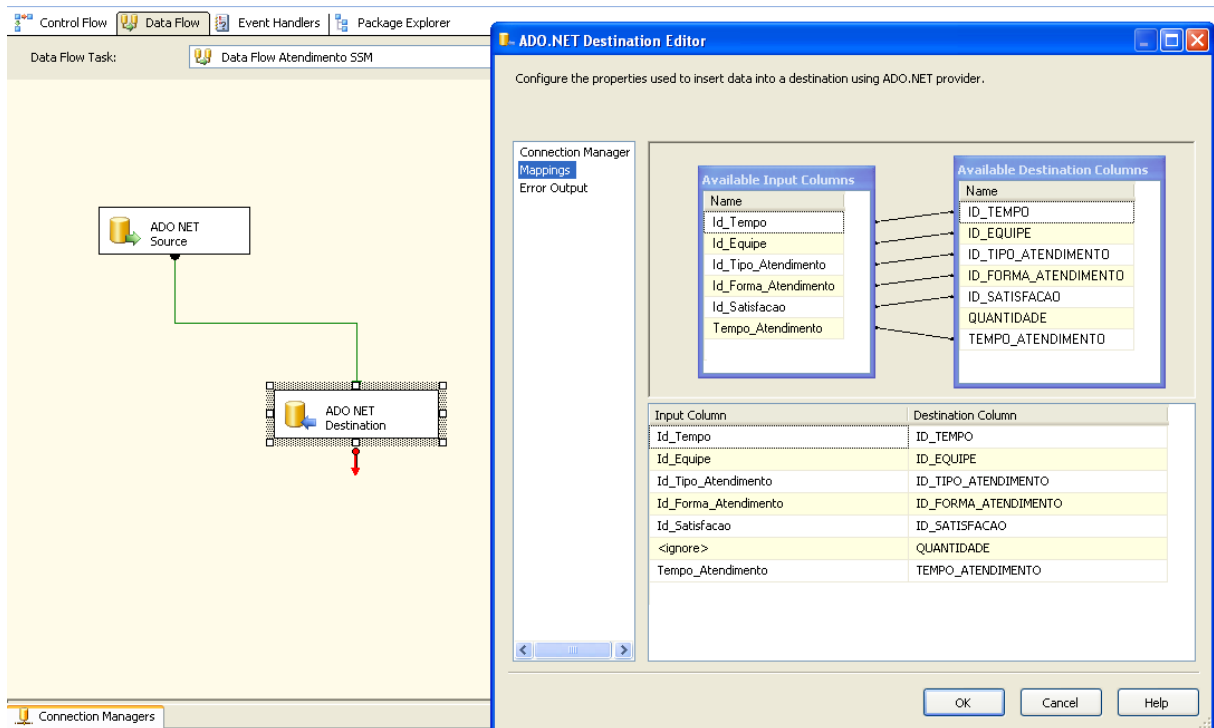 Control Flow
Data Flow
Event Handlers
Package Explorer
Data Flow Task:
Data Flow Atendimento SSM
ADO NET
Source
ADO NET
Destination
Connection Managers
ADO.NET Destination Editor
Configure the properties used to insert data into a destination using ADO.NET provider.
Connection Manager
Mappings
Error Output
Available Input Columns
Name
Id_Tempo
Id_Equipe
Id_Tipo_Atendimento
Id_Forma_Atendimento
Id_Satisfacao
Tempo_Atendimento
Available Destination Columns
Name
ID_TEMPO
ID_EQUIPE
ID_TIPO_ATENDIMENTO
ID_FORMA_ATENDIMENTO
ID_SATISFACAO
QUANTIDADE
TEMPO_ATENDIMENTO
Input Column Destination Column
Id_Tempo ID_TEMPO
Id_Equipe ID_EQUIPE
Id_Tipo_Atendimento ID_TIPO_ATENDIMENTO
Id_Forma_Atendimento ID_FORMA_ATENDIMENTO
Id_Satisfacao ID_SATISFACAO
<ignore> QUANTIDADE
Tempo_Atendimento TEMPO_ATENDIMENTO
OK
Cancel
Help